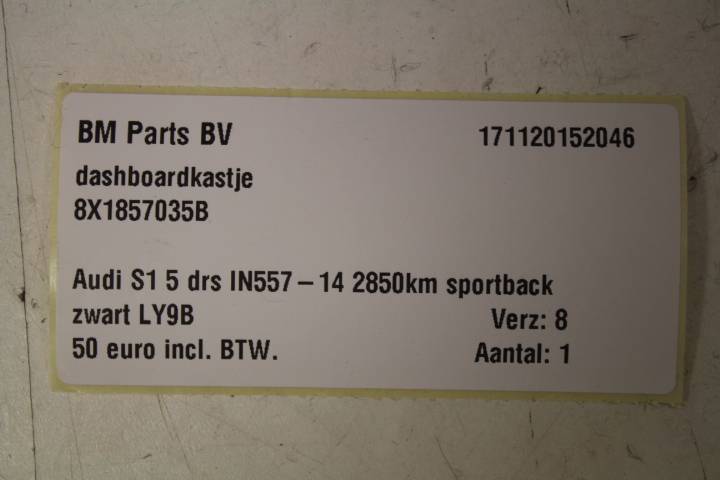 BM Parts BV 171120152046
dashboardkastje
8X1857035B
Audi S1 5 drs IN557 – 14 2850km sportback
zwart LY9B Verz: 8
50 euro incl. BTW. Aantal: 1